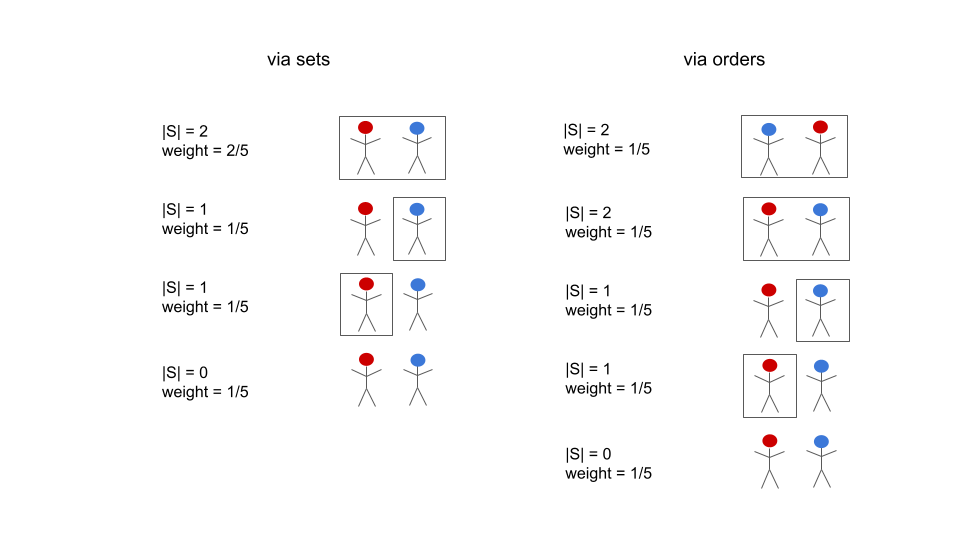 via sets
|S| = 2
weight = 2/5
|S| = 1
weight = 1/5
|S| = 1
weight = 1/5
|S| = 0
weight = 1/5
via orders
|S| = 2
weight = 1/5
|S| = 2
weight = 1/5
|S| = 1
weight = 1/5
|S| = 1
weight = 1/5
|S| = 0
weight = 1/5